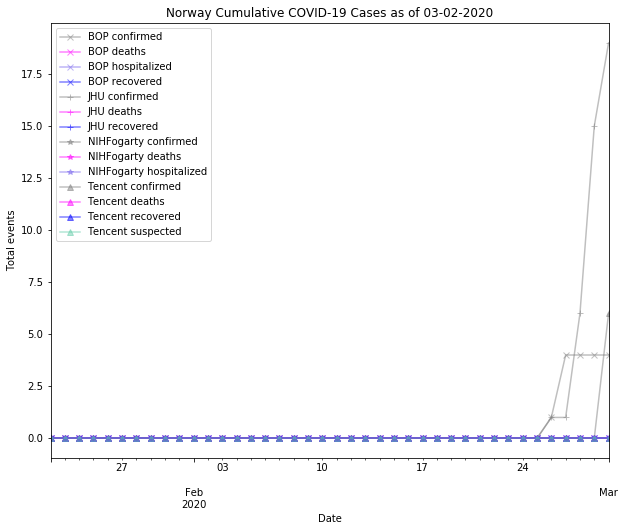 Norway Cumulative COVID-19 Cases as of 03-02-2020
BOP confirmed
BOP deaths
BOP hospitalized
BOP recovered
JHU confirmed
JHU deaths
JHU recovered
NIHFogarty confirmed
NIHFogarty deaths
NIHFogarty hospitalized
Tencent confirmed
Tencent deaths
Tencent recovered
Tencent suspected
Total events
17.5
15.0
12.5
10.0
7.5
5.0
2.5
0.0
27 03 10 17 24
Feb Mar
2020
Date